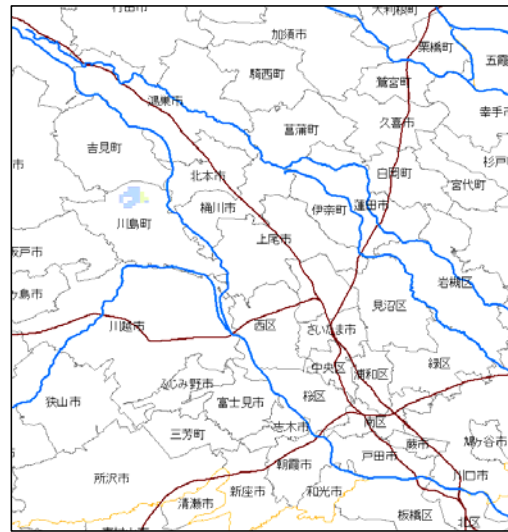 加須市
大利根町
栗橋町
五霞
騎西町
鷲宮町
鴻巣市
久喜市
幸手市
菖蒲町
吉見町
白岡町
杉戸
北本市
宮代町
桶川市
伊奈町
蓮田市
川島町
上尾市
坂戸市
岩槻区
ヶ島市
見沼区
川越市
西区
さいたま市
中央区
浦和区
緑区
ふじみ野市
狭山市
富士見市
桜区
三芳町
志木市
南区
蕨市
鳩ヶ谷市
戸田市
朝霞市
所沢市
川口市
新座市
和光市
清瀬市
板橋区
北区